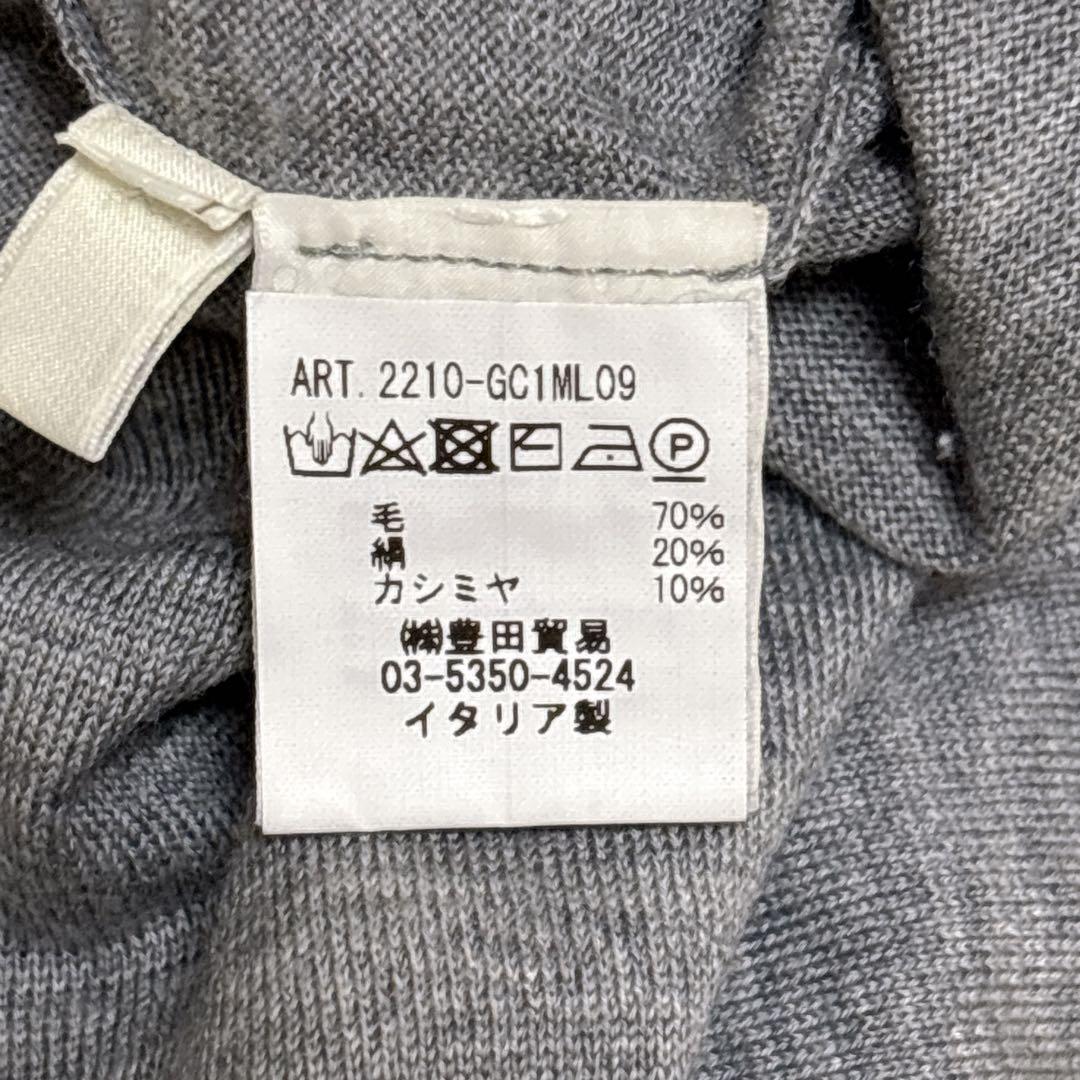 ART. 2210-GC1ML09
P
毛 70%
絹 20%
カシミヤ 10%
㈱豊田貿易
03-5350-4524
イタリア製